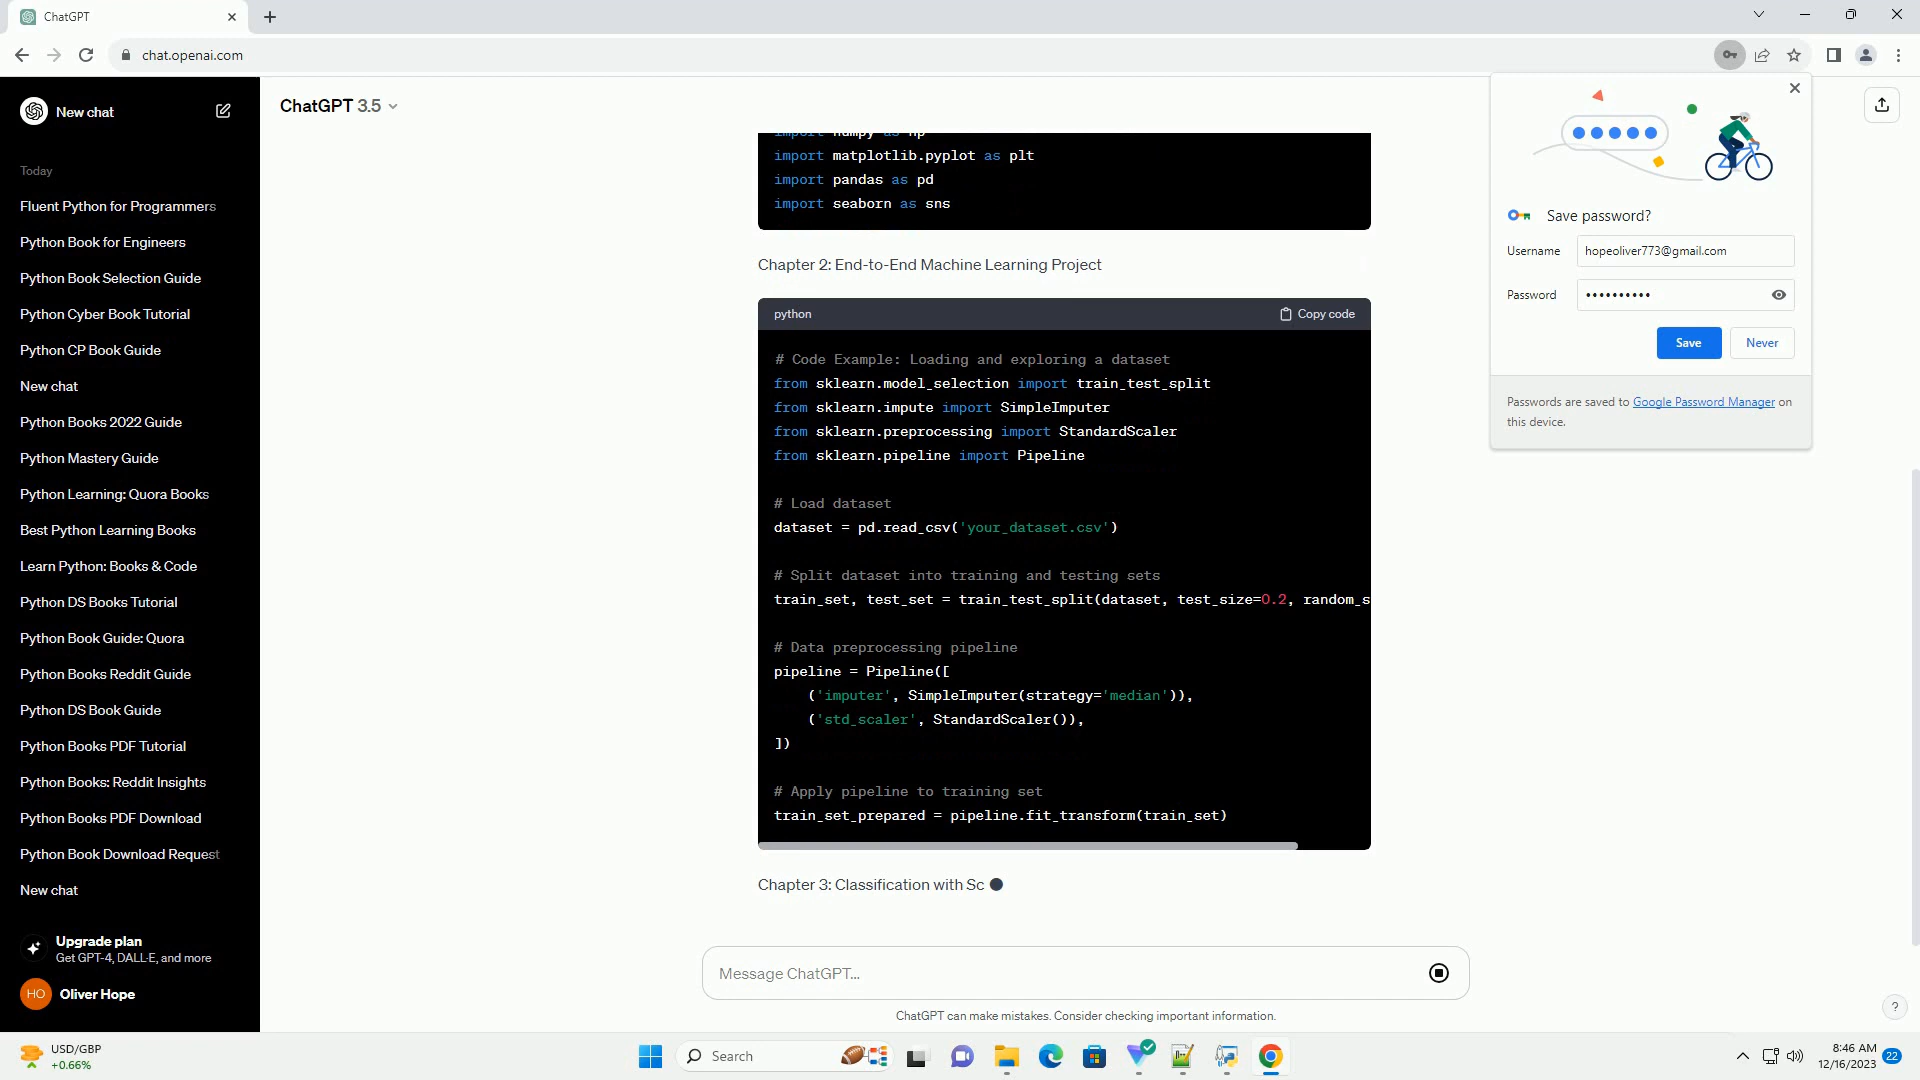 ChatGPT
chat.openai.com
New chat
Today
Fluent Python for Programmers
Python Book for Engineers
Python Book Selection Guide
Python Cyber Book Tutorial
Python CP Book Guide
New chat
Python Books 2022 Guide
Python Mastery Guide
Python Learning: Quora Books
Best Python Learning Books
Learn Python: Books & Code
Python DS Books Tutorial
Python Book Guide: Quora
Python Books Reddit Guide
Python DS Book Guide
Python Books PDF Tutorial
Python Books: Reddit Insights
Python Books PDF Download
Python Book Download Request
New chat
Upgrade plan
Get GPT-4, DALL·E, and more
HO Oliver Hope
ChatGPT 3.5
import numpy as np
import matplotlib.pyplot as plt
import pandas as pd
import seaborn as sns
Chapter 2: End-to-End Machine Learning Project
python Copy code
# Code Example: Loading and exploring a dataset
from sklearn.model_selection import train_test_split
from sklearn.impute import SimpleImputer
from sklearn.preprocessing import StandardScaler
from sklearn.pipeline import Pipeline
# Load dataset
dataset = pd.read_csv('your_dataset.csv')
# Split dataset into training and testing sets
train_set, test_set = train_test_split(dataset, test_size=0.2, random_s
# Data preprocessing pipeline
pipeline = Pipeline([
('imputer', SimpleImputer(strategy='median')),
('std_scaler', StandardScaler()),
])
# Apply pipeline to training set
train_set_prepared = pipeline.fit_transform(train_set)
Chapter 3: Classification with Sc
Message ChatGPT...
ChatGPT can make mistakes. Consider checking important information.
Save password?
Username hopeoliver773@gmail.com
Password ••••••••••
Save Never
Passwords are saved to Google Password Manager on
this device.
?
USD/GBP
+0.66%
Search
8:46 AM
12/16/2023
22